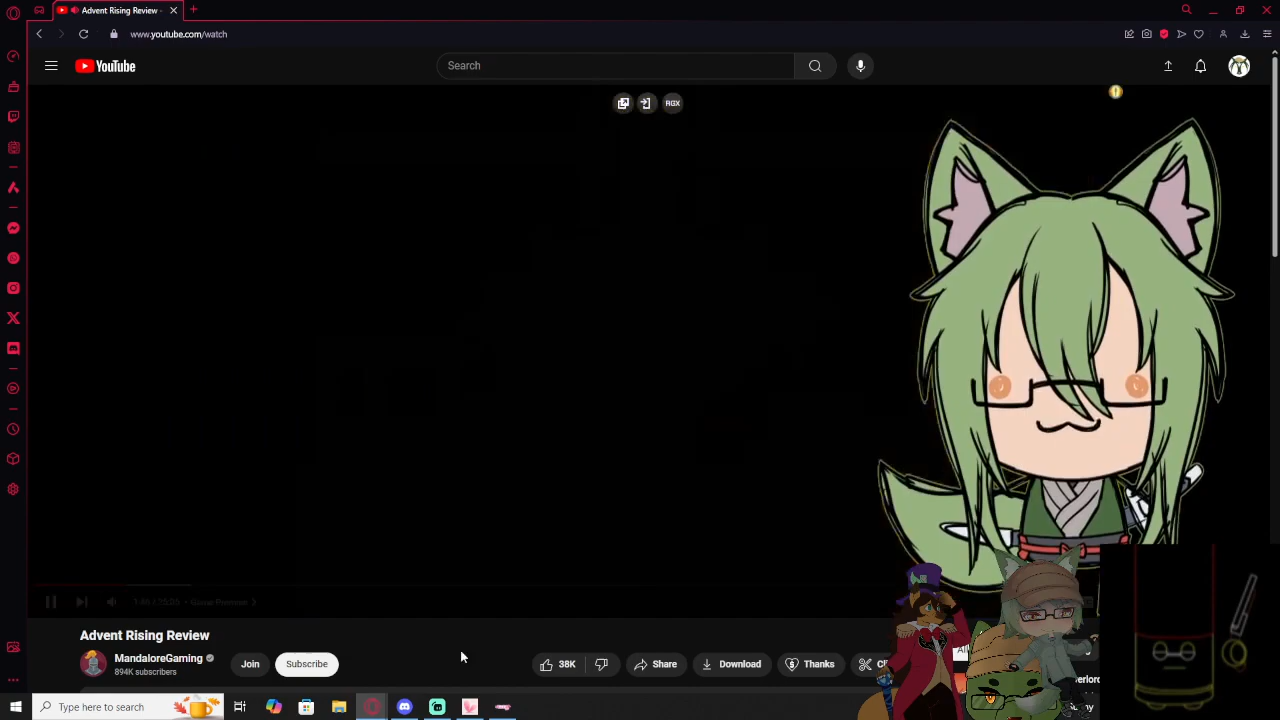 Advent Rising Review -
www.youtube.com/watch
YouTube
Search
RGX
Advent Rising Review
MandaloreGaming
894K subscribers
Join
Subscribe
38K
Share
Download
Thanks
Type here to search